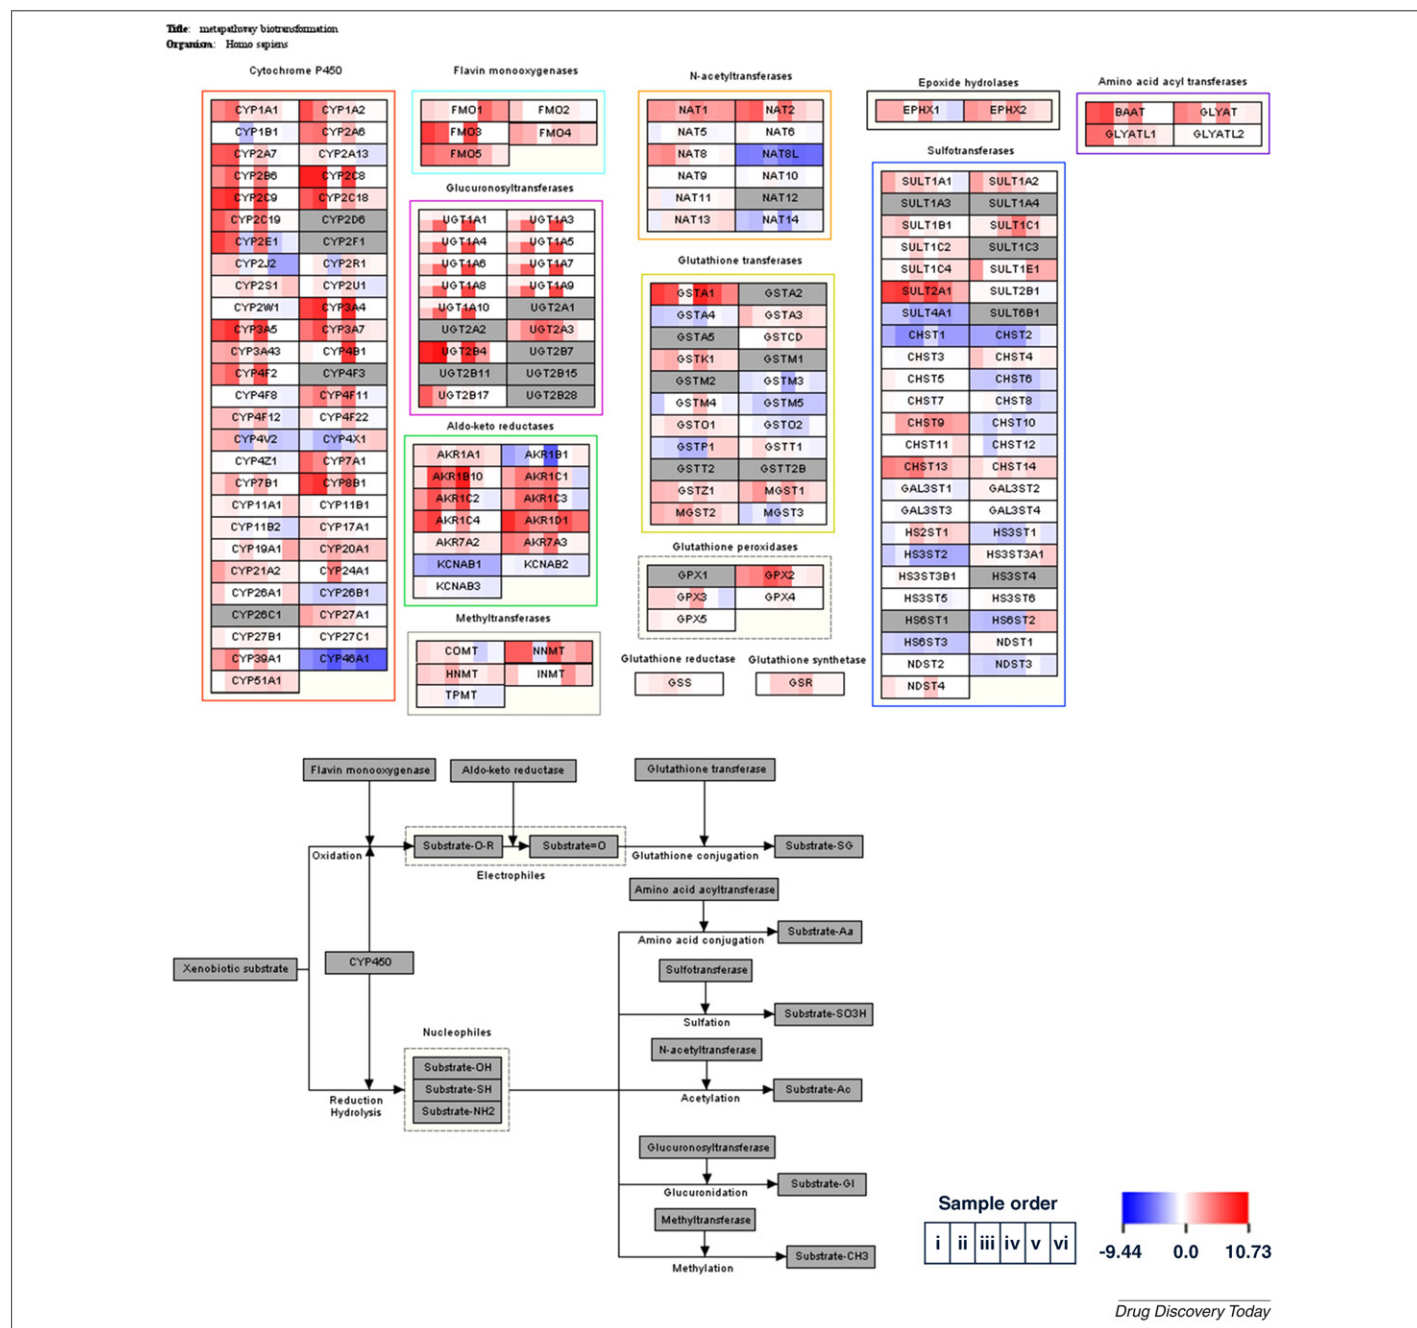 Title: metapathway biotransformation
Organism: Homo sapiens
Cytochrome P450
CYP1A1 CYP1A2
CYP1B1 CYP2A6
CYP2A7 CYP2A13
CYP2B6 CYP2C8
CYP2C9 CYP2C18
CYP2C19 CYP2D6
CYP2E1 CYP2F1
CYP2J2 CYP2R1
CYP2S1 CYP2U1
CYP2W1 CYP3A4
CYP3A5 CYP3A7
CYP3A43 CYP4B1
CYP4F2 CYP4F3
CYP4F8 CYP4F11
CYP4F12 CYP4F22
CYP4V2 CYP4X1
CYP4Z1 CYP7A1
CYP7B1 CYP8B1
CYP11A1 CYP11B1
CYP11B2 CYP17A1
CYP19A1 CYP20A1
CYP21A2 CYP24A1
CYP26A1 CYP26B1
CYP26C1 CYP27A1
CYP27B1 CYP27C1
CYP39A1 CYP46A1
CYP51A1
Flavin monooxygenases
FMO1 FMO2
FMO3 FMO4
FMO5
Glucuronosyltransferases
UGT1A1 UGT1A3
UGT1A4 UGT1A5
UGT1A6 UGT1A7
UGT1A8 UGT1A9
UGT1A10 UGT2A1
UGT2A2 UGT2A3
UGT2B4 UGT2B7
UGT2B11 UGT2B15
UGT2B17 UGT2B28
Aldo-keto reductases
AKR1A1 AKR1B1
AKR1B10 AKR1C1
AKR1C2 AKR1C3
AKR1C4 AKR1D1
AKR7A2 AKR7A3
KCNAB1 KCNAB2
KCNAB3
Methyltransferases
COMT NNMT
HNMT INMT
TPMT
N-acetyltransferases
NAT1 NAT2
NAT5 NAT6
NAT8 NAT8L
NAT9 NAT10
NAT11 NAT12
NAT13 NAT14
Glutathione transferases
GSTA1 GSTA2
GSTA4 GSTA3
GSTA5 GSTCD
GSTK1 GSTM1
GSTM2 GSTM3
GSTM4 GSTM5
GSTO1 GSTO2
GSTP1 GSTT1
GSTT2 GSTT2B
GSTZ1 MGST1
MGST2 MGST3
Glutathione peroxidases
GPX1 GPX2
GPX3 GPX4
GPX5
Glutathione reductase Glutathione synthetase
GSS GSR
Epoxide hydrolases
EPHX1 EPHX2
Sulfotransferases
SULT1A1 SULT1A2
SULT1A3 SULT1A4
SULT1B1 SULT1C1
SULT1C2 SULT1C3
SULT1C4 SULT1E1
SULT2A1 SULT2B1
SULT4A1 SULT6B1
CHST1 CHST2
CHST3 CHST4
CHST5 CHST6
CHST7 CHST8
CHST9 CHST10
CHST11 CHST12
CHST13 CHST14
GAL3ST1 GAL3ST2
GAL3ST3 GAL3ST4
HS2ST1 HS3ST1
HS3ST2 HS3ST3A1
HS3ST3B1 HS3ST4
HS3ST5 HS3ST6
HS6ST1 HS6ST2
HS6ST3 NDST1
NDST2 NDST3
NDST4
Amino acid acyl transferases
BAAT GLYAT
GLYATL1 GLYATL2
Flavin monooxygenase Aldo-keto reductase Glutathione transferase
Substrate-O-R Substrate=O Substrate-SG
Oxidation Glutathione conjugation
Electrophiles
Amino acid acyltransferase
Substrate-Aa
Amino acid conjugation
Xenobiotic substrate CYP450
Sulfotransferase
Substrate-SO3H
Sulfation
Nucleophiles
N-acetyltransferase
Substrate-OH
Substrate-SH
Substrate-NH2
Substrate-Ac
Reduction
Hydrolysis
Acetylation
Glucuronosyltransferase
Substrate-Gl
Glucuronidation
Methyltransferase
Substrate-CH3
Methylation
Sample order
i ii iii iv v vi
-9.44 0.0 10.73
Drug Discovery Today